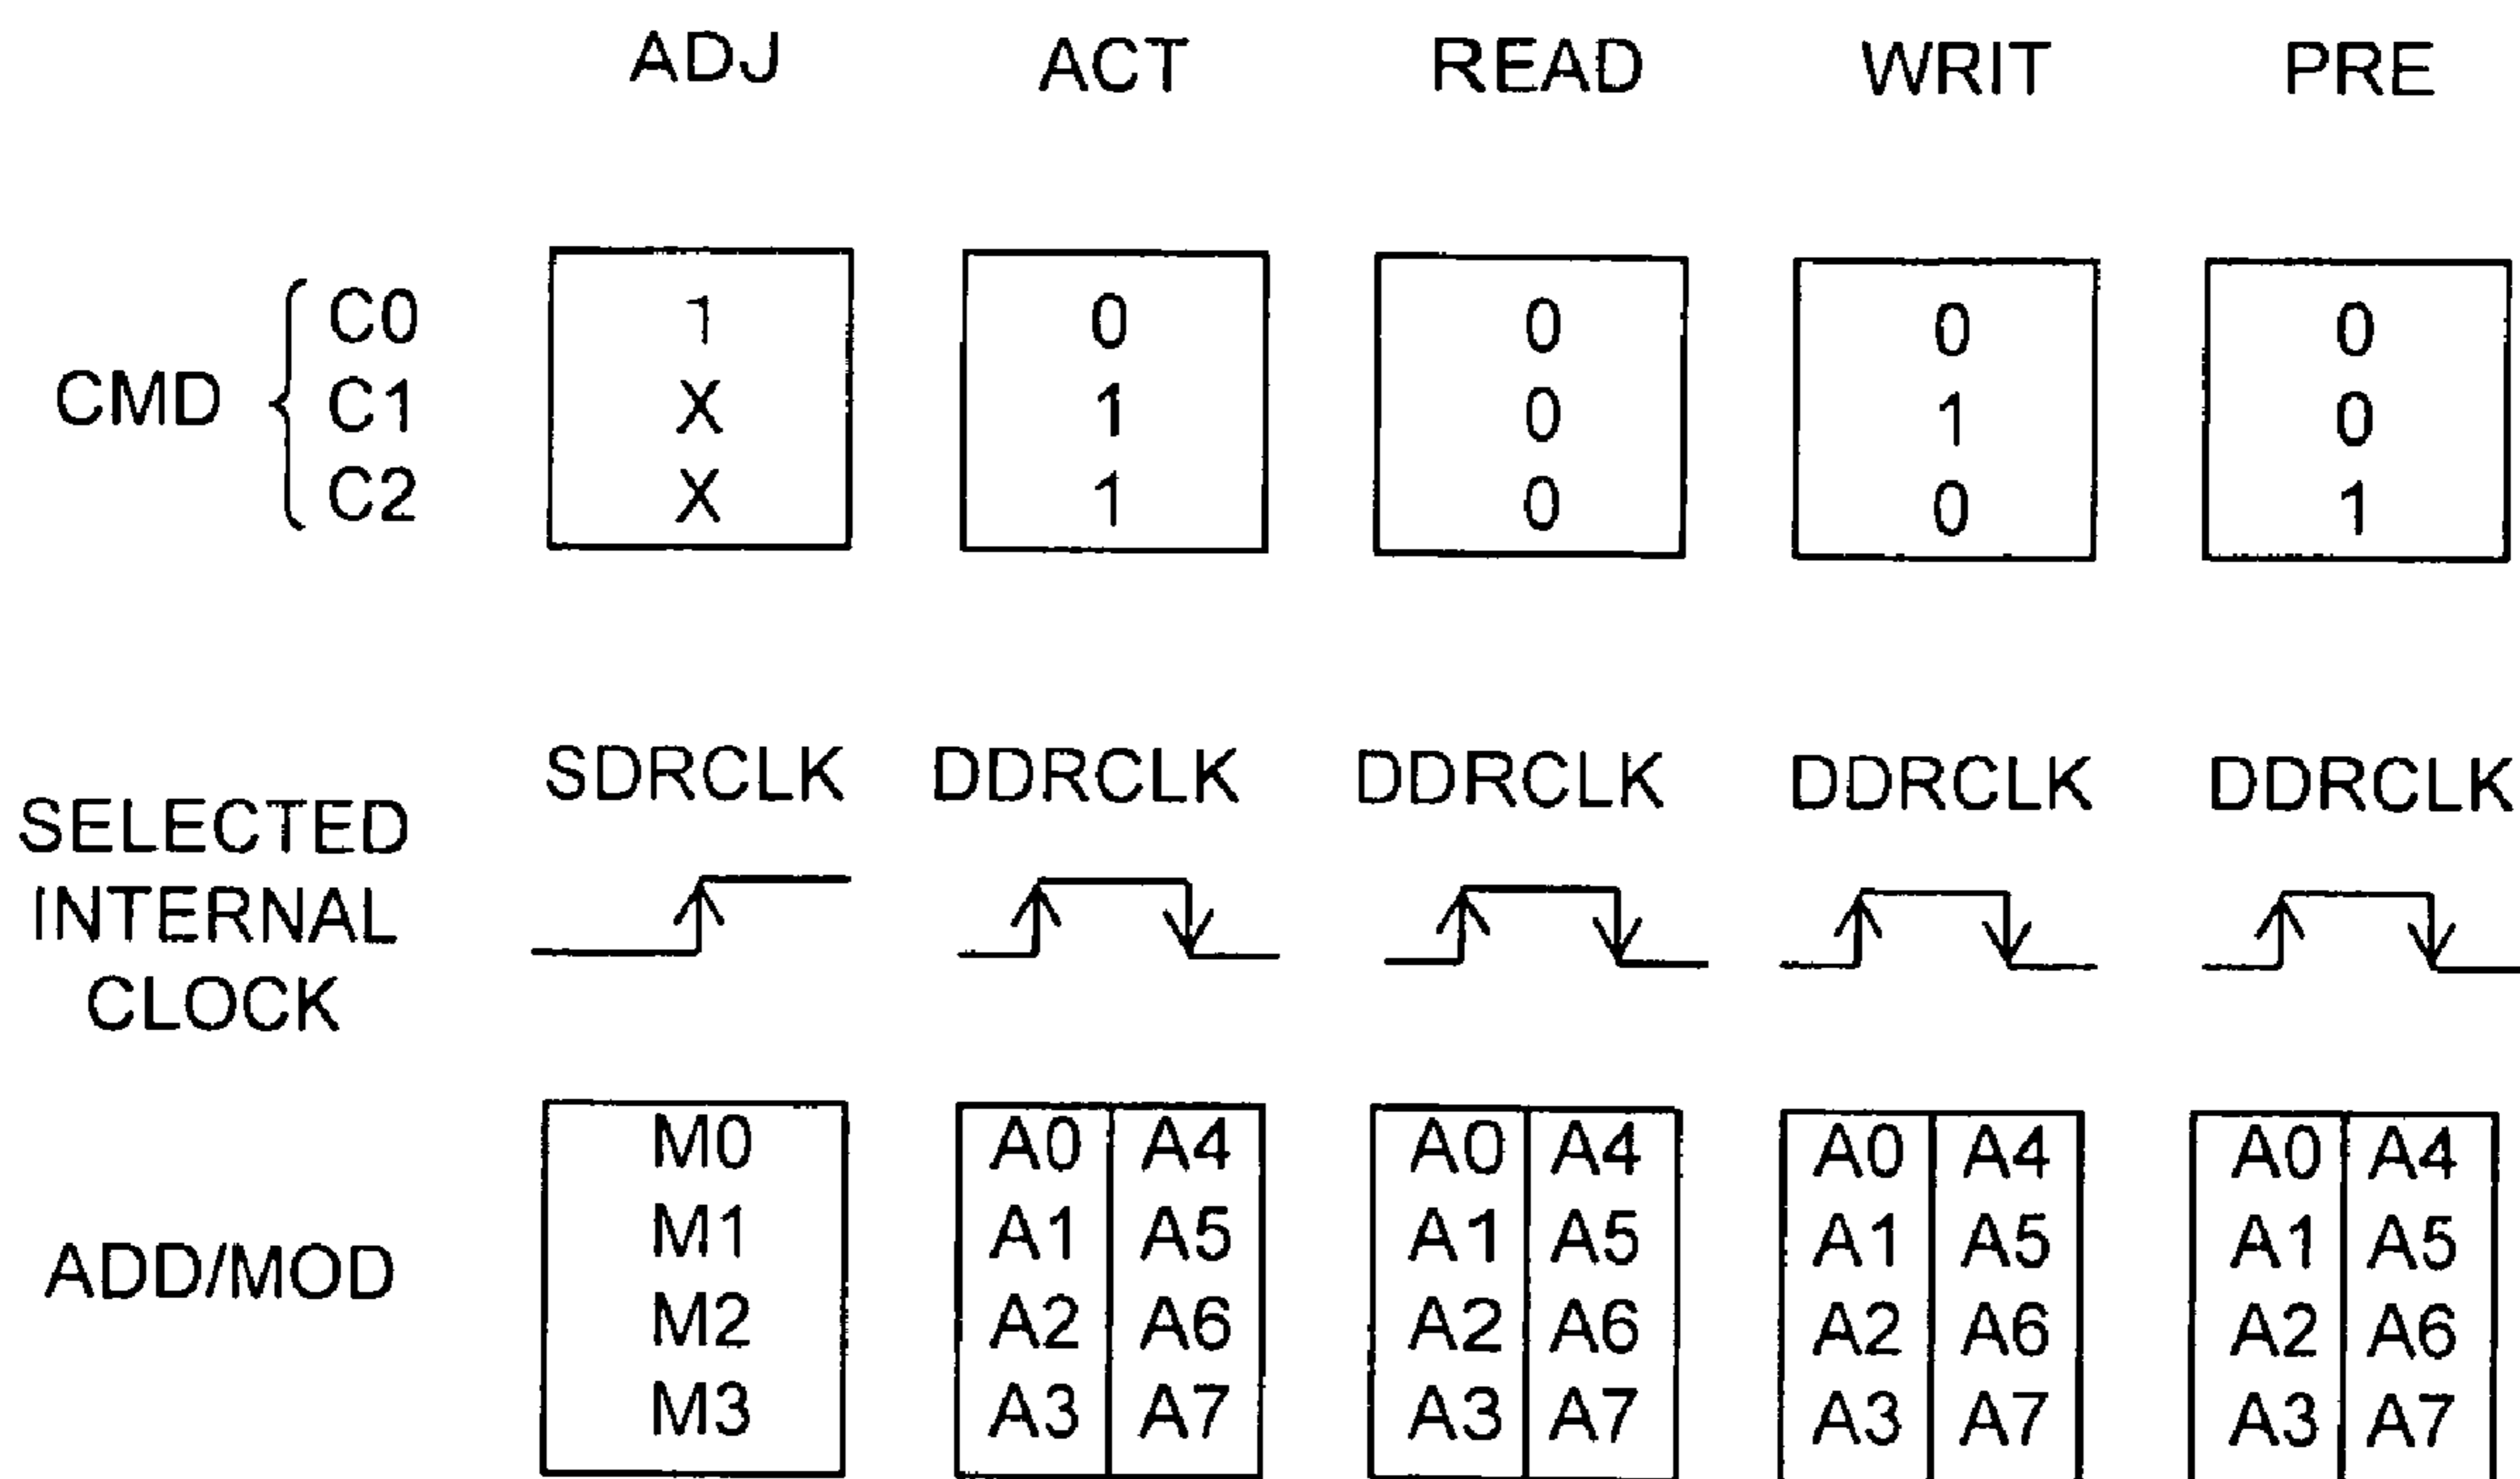 ADJ ACT READ WRIT PRE
C0 1 0 0 0 0
CMD C1 X 1 0 1 0
C2 X 1 0 0 1
SDRCLK DDRCLK DDRCLK DDRCLK DDRCLK
SELECTED
INTERNAL
CLOCK
M0 A0 A4 A0 A4 A0 A4 A0 A4
M1 A1 A5 A1 A5 A1 A5 A1 A5
ADD/MOD
M2 A2 A6 A2 A6 A2 A6 A2 A6
M3 A3 A7 A3 A7 A3 A7 A3 A7